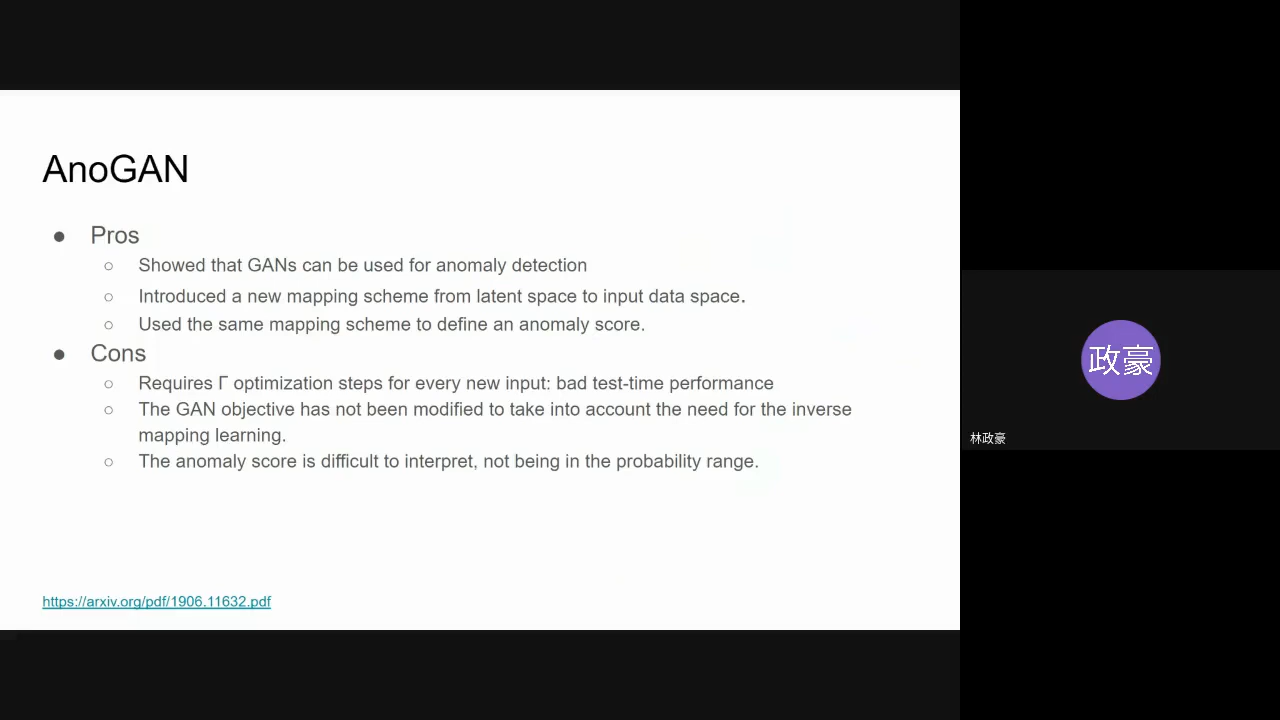 AnoGAN
● Pros
○ Showed that GANs can be used for anomaly detection
○ Introduced a new mapping scheme from latent space to input data space.
○ Used the same mapping scheme to define an anomaly score.
● Cons
○ Requires Γ optimization steps for every new input: bad test-time performance
○ The GAN objective has not been modified to take into account the need for the inverse
mapping learning.
○ The anomaly score is difficult to interpret, not being in the probability range.
https://arxiv.org/pdf/1906.11632.pdf
政豪
林政豪